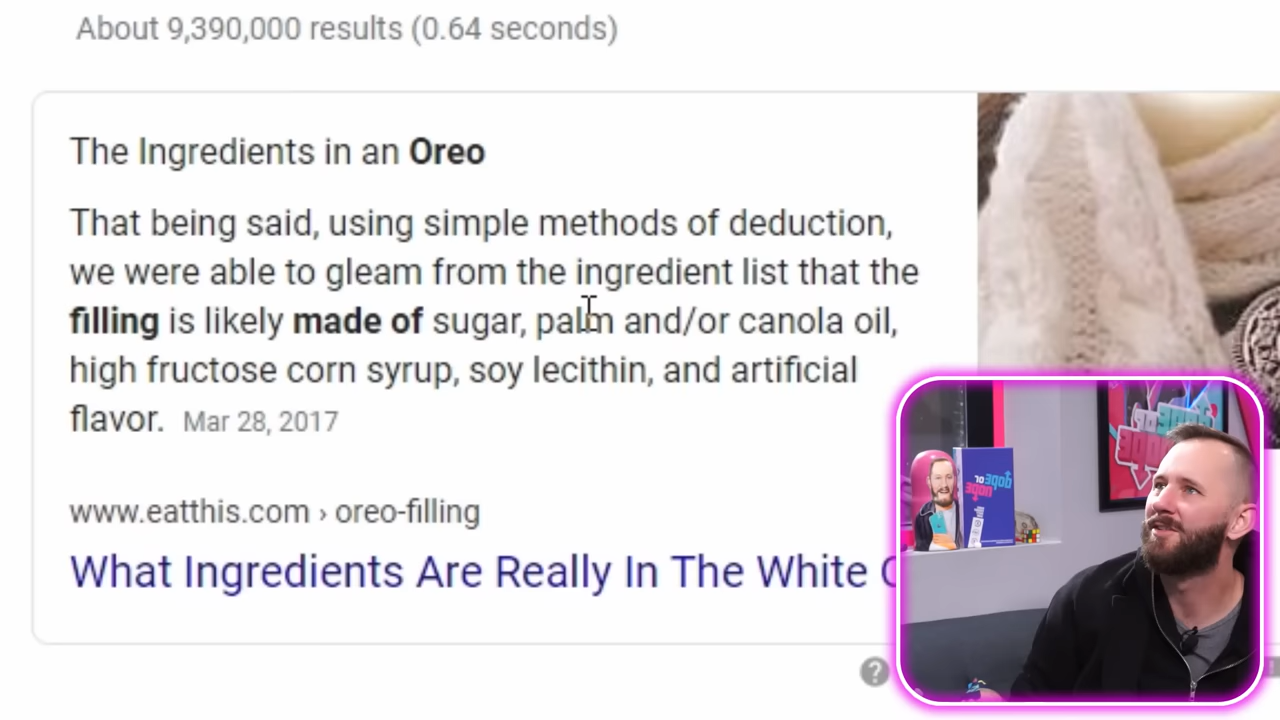 About 9,390,000 results (0.64 seconds)
The Ingredients in an Oreo
That being said, using simple methods of deduction,
we were able to gleam from the ingredient list that the
filling is likely made of sugar, palm and/or canola oil,
high fructose corn syrup, soy lecithin, and artificial
flavor. Mar 28, 2017
www.eatthis.com › oreo-filling
What Ingredients Are Really In The White